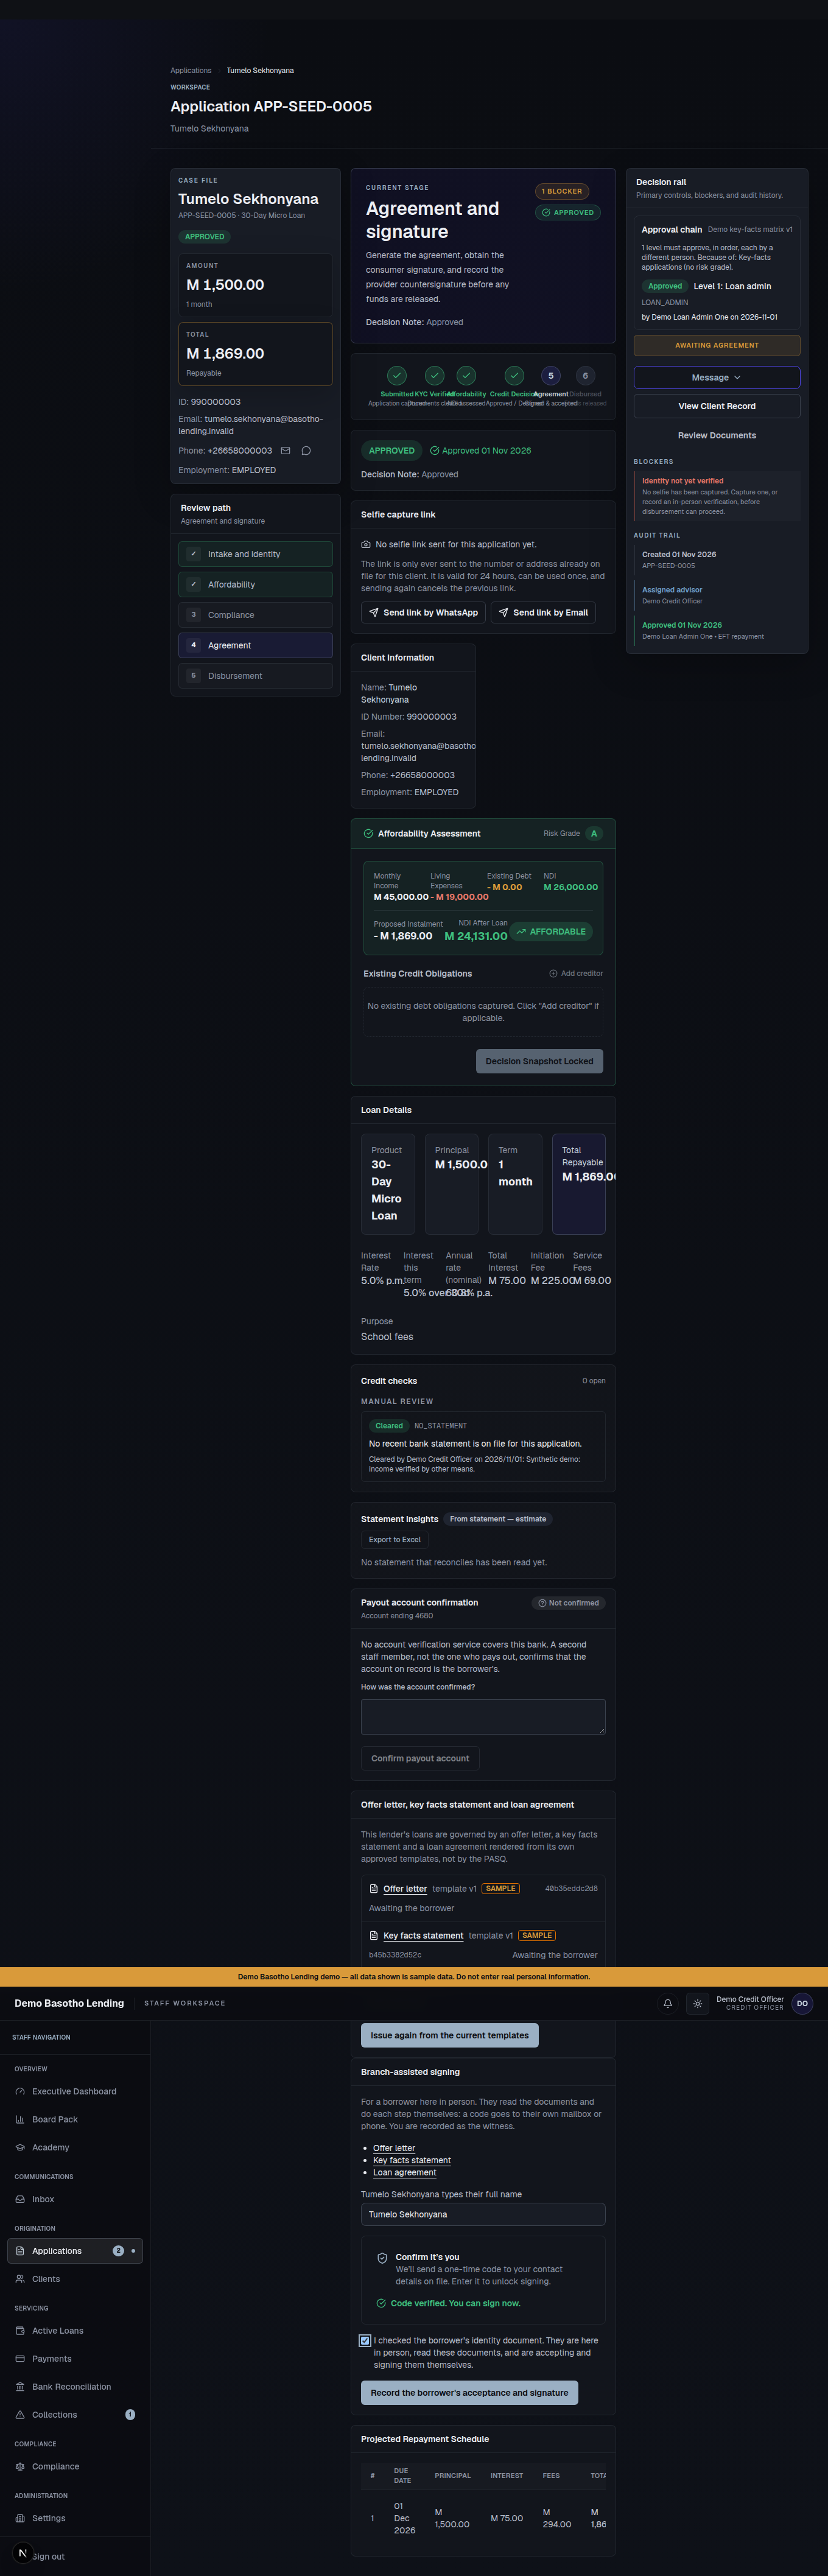 Applications
Tumelo Sekhonyana
WORKSPACE
Application APP-SEED-0005
Tumelo Sekhonyana
CASE FILE
Tumelo Sekhonyana
APP-SEED-0005 · 30-Day Micro Loan
APPROVED
AMOUNT
M 1,500.00
1 month
TOTAL
M 1,869.00
Repayable
ID: 990000003
Email: tumelo.sekhonyana@basotho-
lending.invalid
Phone: +26658000003
Employment: EMPLOYED
Review path
Agreement and signature
Intake and identity
Affordability
3 Compliance
4 Agreement
5 Disbursement
CURRENT STAGE
Agreement and
signature
1 BLOCKER
APPROVED
Generate the agreement, obtain the
consumer signature, and record the
provider countersignature before any
funds are released.
Decision Note: Approved
5
6
Submitted
KYC Verified
Affordability
Credit Decision
Agreement
Disbursed
APPROVED
Approved 01 Nov 2026
Decision Note: Approved
Selfie capture link
No selfie link sent for this application yet.
The link is only ever sent to the number or address already on
file for this client. It is valid for 24 hours, can be used once, and
sending again cancels the previous link.
Send link by WhatsApp
Send link by Email
Client Information
Name: Tumelo
Sekhonyana
ID Number: 990000003
Email:
tumelo.sekhonyana@basotho
lending.invalid
Phone: +26658000003
Employment: EMPLOYED
Affordability Assessment
Risk Grade A
Monthly
Income
M 45,000.00
Living
Expenses
- M 19,000.00
Existing Debt
- M 0.00
NDI
M 26,000.00
Proposed Instalment
- M 1,869.00
NDI After Loan
M 24,131.00
AFFORDABLE
Existing Credit Obligations
Add creditor
No existing debt obligations captured. Click "Add creditor" if
applicable.
Decision Snapshot Locked
Loan Details
Product
30-
Day
Micro
Loan
Principal
M 1,500.0
Term
1
month
Total
Repayable
M 1,869.0
Interest
Rate
5.0% p.m.
Interest
this
term
5.0% over
Annual
rate
(nominal)
% p.a.
Total
Interest
M 75.00
Initiation
Fee
M 225.00
Service
Fees
M 69.00
Purpose
School fees
Credit checks
0 open
MANUAL REVIEW
Cleared NO_STATEMENT
No recent bank statement is on file for this application.
Cleared by Demo Credit Officer on 2026/11/01: Synthetic demo:
income verified by other means.
Statement insights
From statement — estimate
Export to Excel
No statement that reconciles has been read yet.
Payout account confirmation
Not confirmed
Account ending 4680
No account verification service covers this bank. A second
staff member, not the one who pays out, confirms that the
account on record is the borrower's.
How was the account confirmed?
Confirm payout account
Offer letter, key facts statement and loan agreement
This lender's loans are governed by an offer letter, a key facts
statement and a loan agreement rendered from its own
approved templates, not by the PASQ.
Offer letter template v1 SAMPLE 40b35eddc2d8
Awaiting the borrower
Key facts statement template v1 SAMPLE
b45b3382d52c Awaiting the borrower
Decision rail
Primary controls, blockers, and audit history.
Approval chain
Demo key-facts matrix v1
1 level must approve, in order, each by a
different person. Because of: Key-facts
applications (no risk grade).
Approved Level 1: Loan admin
LOAN_ADMIN
by Demo Loan Admin One on 2026-11-01
AWAITING AGREEMENT
Message
View Client Record
Review Documents
BLOCKERS
Identity not yet verified
No selfie has been captured. Capture one, or
record an in-person verification, before
disbursement can proceed.
AUDIT TRAIL
Created 01 Nov 2026
APP-SEED-0005
Assigned advisor
Demo Credit Officer
Approved 01 Nov 2026
Demo Loan Admin One • EFT repayment
Demo Basotho Lending demo — all data shown is sample data. Do not enter real personal information.
Demo Basotho Lending
STAFF WORKSPACE
Demo Credit Officer
CREDIT OFFICER
DO
STAFF NAVIGATION
OVERVIEW
Executive Dashboard
Board Pack
Academy
COMMUNICATIONS
Inbox
ORIGINATION
Applications 2
Clients
SERVICING
Active Loans
Payments
Bank Reconciliation
Collections 1
COMPLIANCE
Compliance
ADMINISTRATION
Settings
N
Sign out
Issue again from the current templates
Branch-assisted signing
For a borrower here in person. They read the documents and
do each step themselves: a code goes to their own mailbox or
phone. You are recorded as the witness.
Offer letter
Key facts statement
Loan agreement
Tumelo Sekhonyana types their full name
Tumelo Sekhonyana
Confirm it's you
We'll send a one-time code to your contact
details on file. Enter it to unlock signing.
Code verified. You can sign now.
I checked the borrower's identity document. They are here
in person, read these documents, and are accepting and
signing them themselves.
Record the borrower's acceptance and signature
Projected Repayment Schedule
# DUE DATE PRINCIPAL INTEREST FEES TOTA
1
01
Dec
2026
M
1,500.00
M 75.00
M
294.00
M
1,86